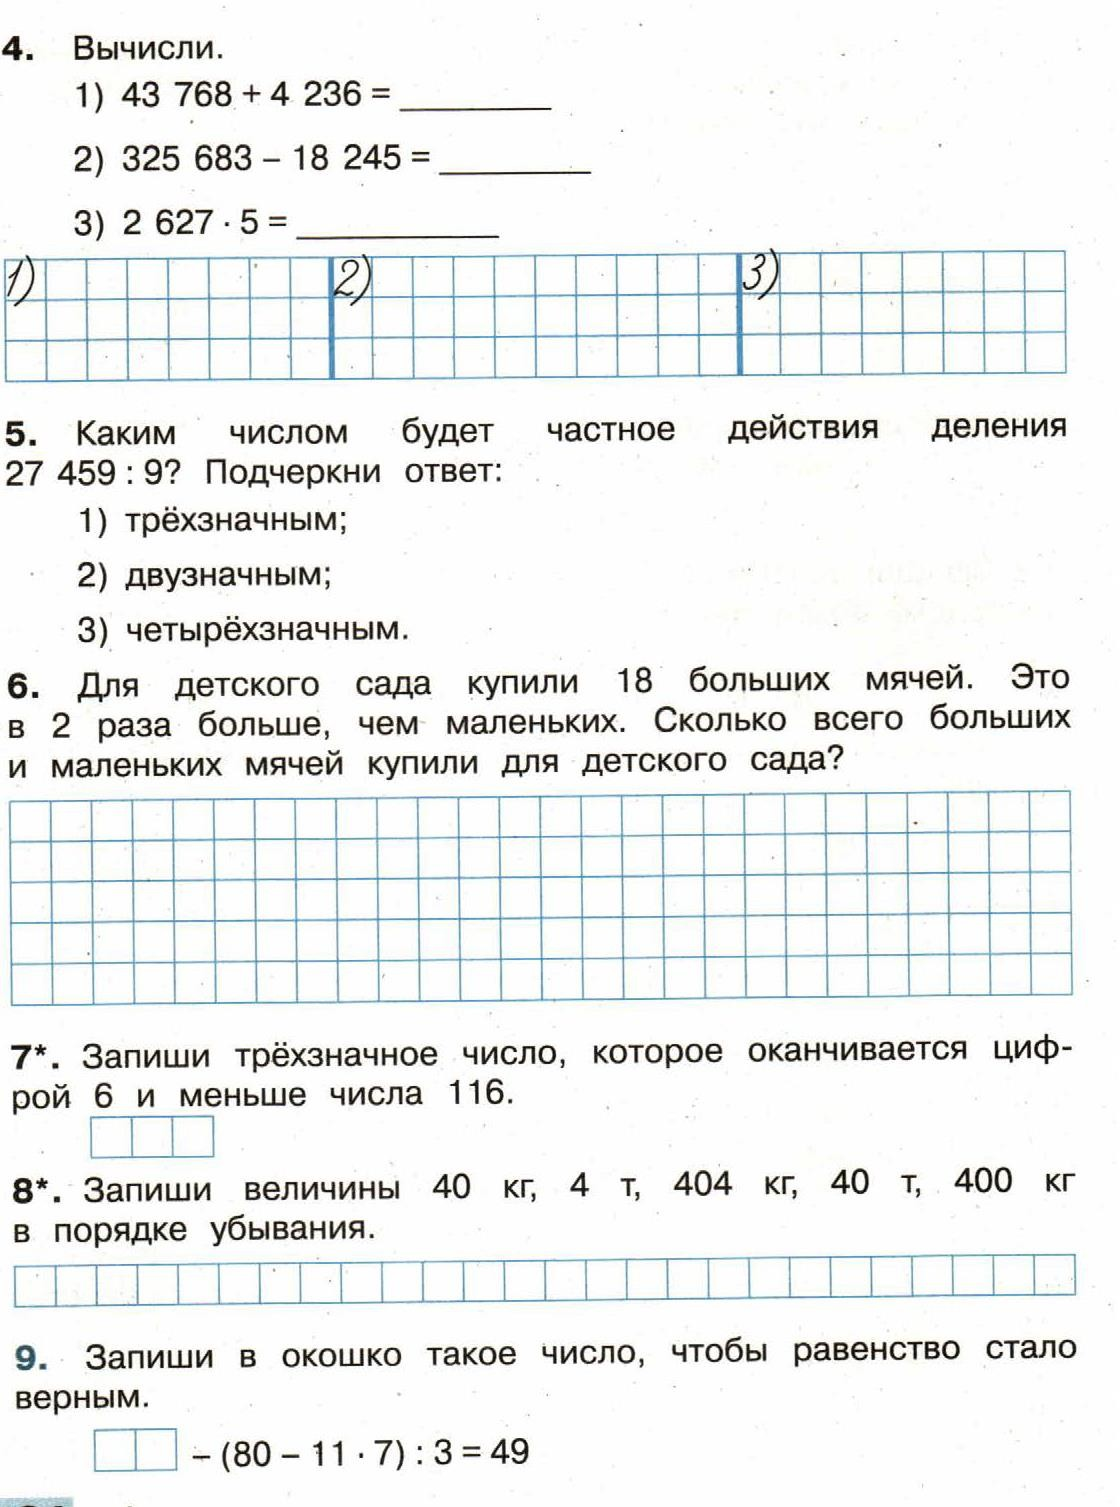 4. Вычисли.
1) 43 768 + 4 236 = ________
2) 325 683 – 18 245 = ________
3) 2 627 · 5 = __________
1) 2) 3)
5. Каким числом будет частное действия деления
27 459 : 9? Подчеркни ответ:
1) трёхзначным;
2) двузначным;
3) четырёхзначным.
6. Для детского сада купили 18 больших мячей. Это
в 2 раза больше, чем маленьких. Сколько всего больших
и маленьких мячей купили для детского сада?
7*. Запиши трёхзначное число, которое оканчивается циф-
рой 6 и меньше числа 116.
8*. Запиши величины 40 кг, 4 т, 404 кг, 40 т, 400 кг
в порядке убывания.
9. Запиши в окошко такое число, чтобы равенство стало
верным.
– (80 – 11 · 7) : 3 = 49